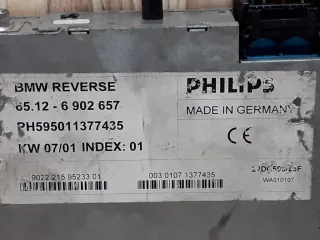 BMW REVERSE
PHILIPS
65.12 - 6 902 657
MADE IN GERMANY
PH595011377435
KW 07/01 INDEX: 01
CE
9022 215 95233 01
003 0107 1377435
WA010107